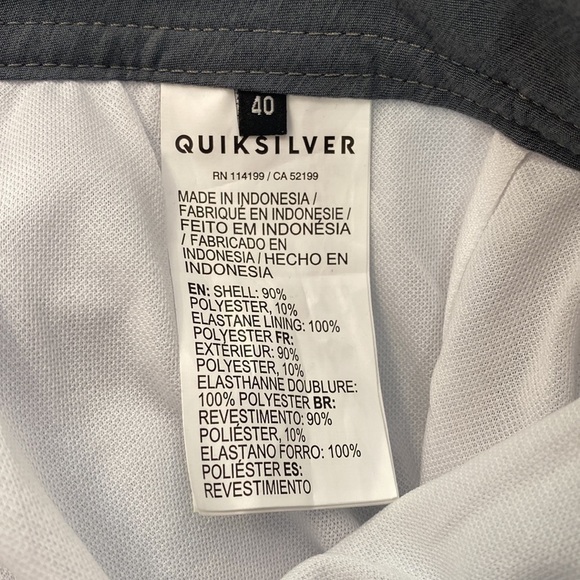 40
QUIKSILVER
RN 114199 / CA 52199
MADE IN INDONESIA /
FABRIQUÉ EN INDONESIE /
FEITO EM INDONÉSIA
/ FABRICADO EN
INDONESIA / HECHO EN
INDONESIA
EN: SHELL: 90%
POLYESTER, 10%
ELASTANE LINING: 100%
POLYESTER FR:
EXTÉRIEUR: 90%
POLYESTER, 10%
ELASTHANNE DOUBLURE:
100% POLYESTER BR:
REVESTIMENTO: 90%
POLIÉSTER, 10%
ELASTANO FORRO: 100%
POLIÉSTER ES:
REVESTIMIENTO